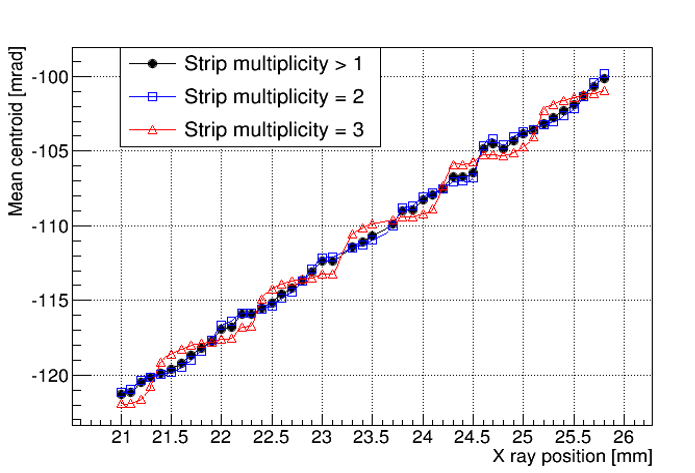 Mean centroid [mrad]
Strip multiplicity > 1
Strip multiplicity = 2
Strip multiplicity = 3
-100
-105
-110
-115
-120
21 21.5 22 22.5 23 23.5 24 24.5 25 25.5 26
X ray position [mm]